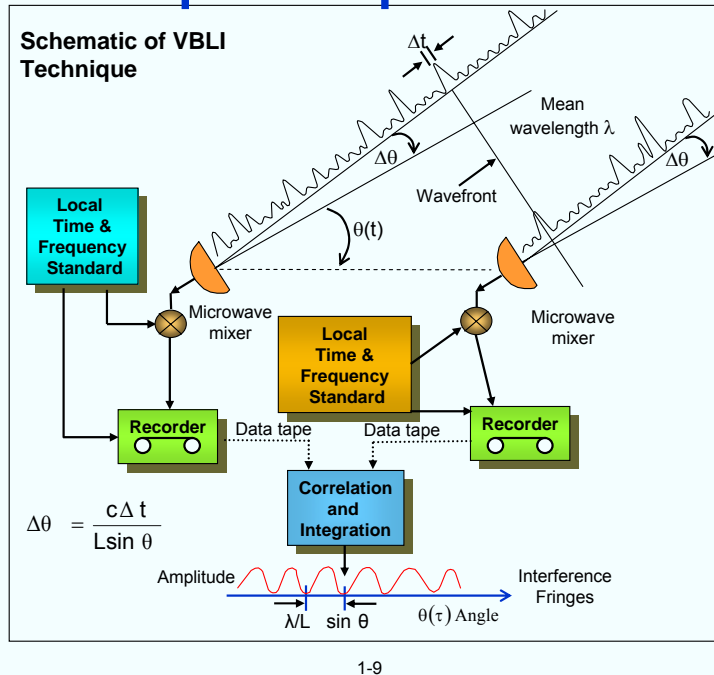 Schematic of VBLI
Technique
Δt
Mean
wavelength λ
Δθ
Δθ
Wavefront
Local
Time &
Frequency
Standard
θ(t)
Microwave
mixer
Local
Time &
Frequency
Standard
Microwave
mixer
Recorder
Data tape
Data tape
Recorder
Correlation
and
Integration
Δθ = cΔ t
Lsin θ
Amplitude
Interference
Fringes
λ/L sin θ θ(τ) Angle
1-9